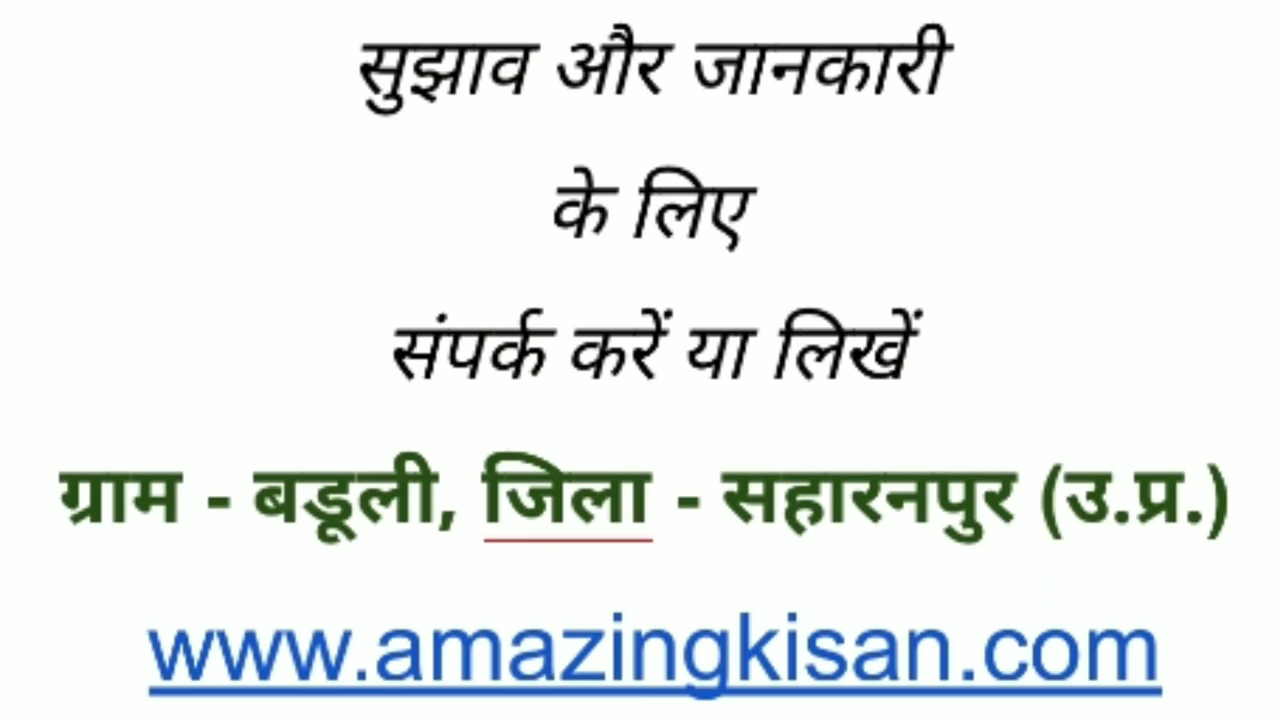 सुझाव और जानकारी
के लिए
संपर्क करें या लिखें
ग्राम - बडूली, जिला - सहारनपुर (उ.प्र.)
www.amazingkisan.com